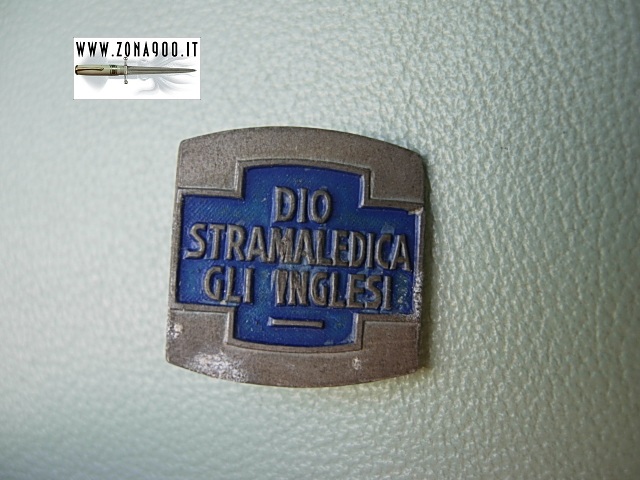 WWW.ZONA900.IT
DIO
STRAMALEDICA
GLI INGLESI